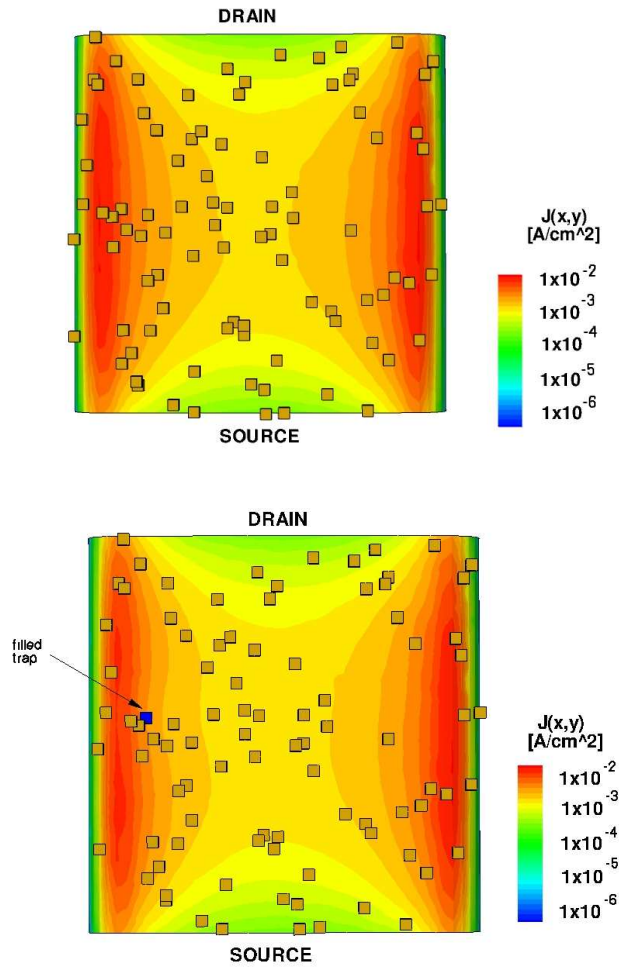 DRAIN
J(x,y)
[A/cm^2]
1x10^-2
1x10^-3
1x10^-4
1x10^-5
1x10^-6
SOURCE
DRAIN
filled
trap
J(x,y)
[A/cm^2]
1x10^-2
1x10^-3
1x10^-4
1x10^-5
1x10^-6
SOURCE